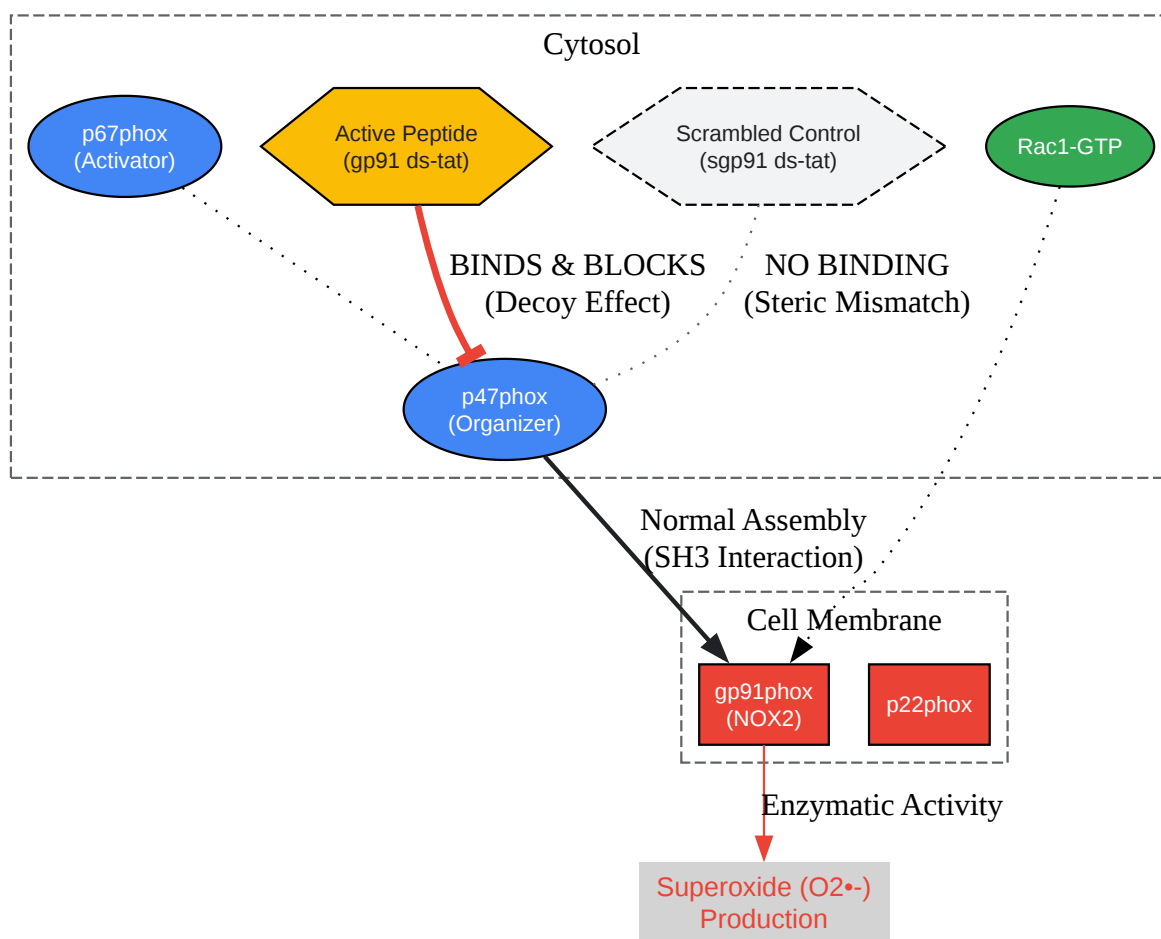 Cytosol
p67phox
(Activator)
Active Peptide
(gp91 ds-tat)
Scrambled Control
(sgp91 ds-tat)
Rac1-GTP
BINDS & BLOCKS
(Decoy Effect)
NO BINDING
(Steric Mismatch)
p47phox
(Organizer)
Normal Assembly
(SH3 Interaction)
Cell Membrane
gp91phox
(NOX2)
p22phox
Enzymatic Activity
Superoxide (O2•-)
Production